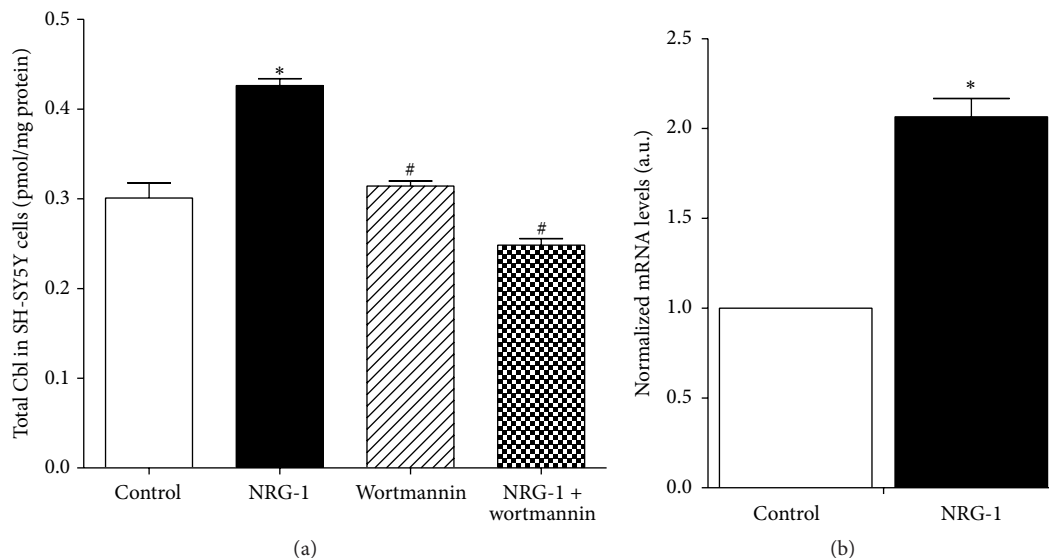 Total Cbl in SH-SY5Y cells (pmol/mg protein)
0.5
0.4
0.3
0.2
0.1
0.0
*
#
#
Control
NRG-1
Wortmannin
NRG-1 +
wortmannin
(a)
Normalized mRNA levels (a.u.)
2.5
2.0
1.5
1.0
0.5
0.0
*
Control
NRG-1
(b)